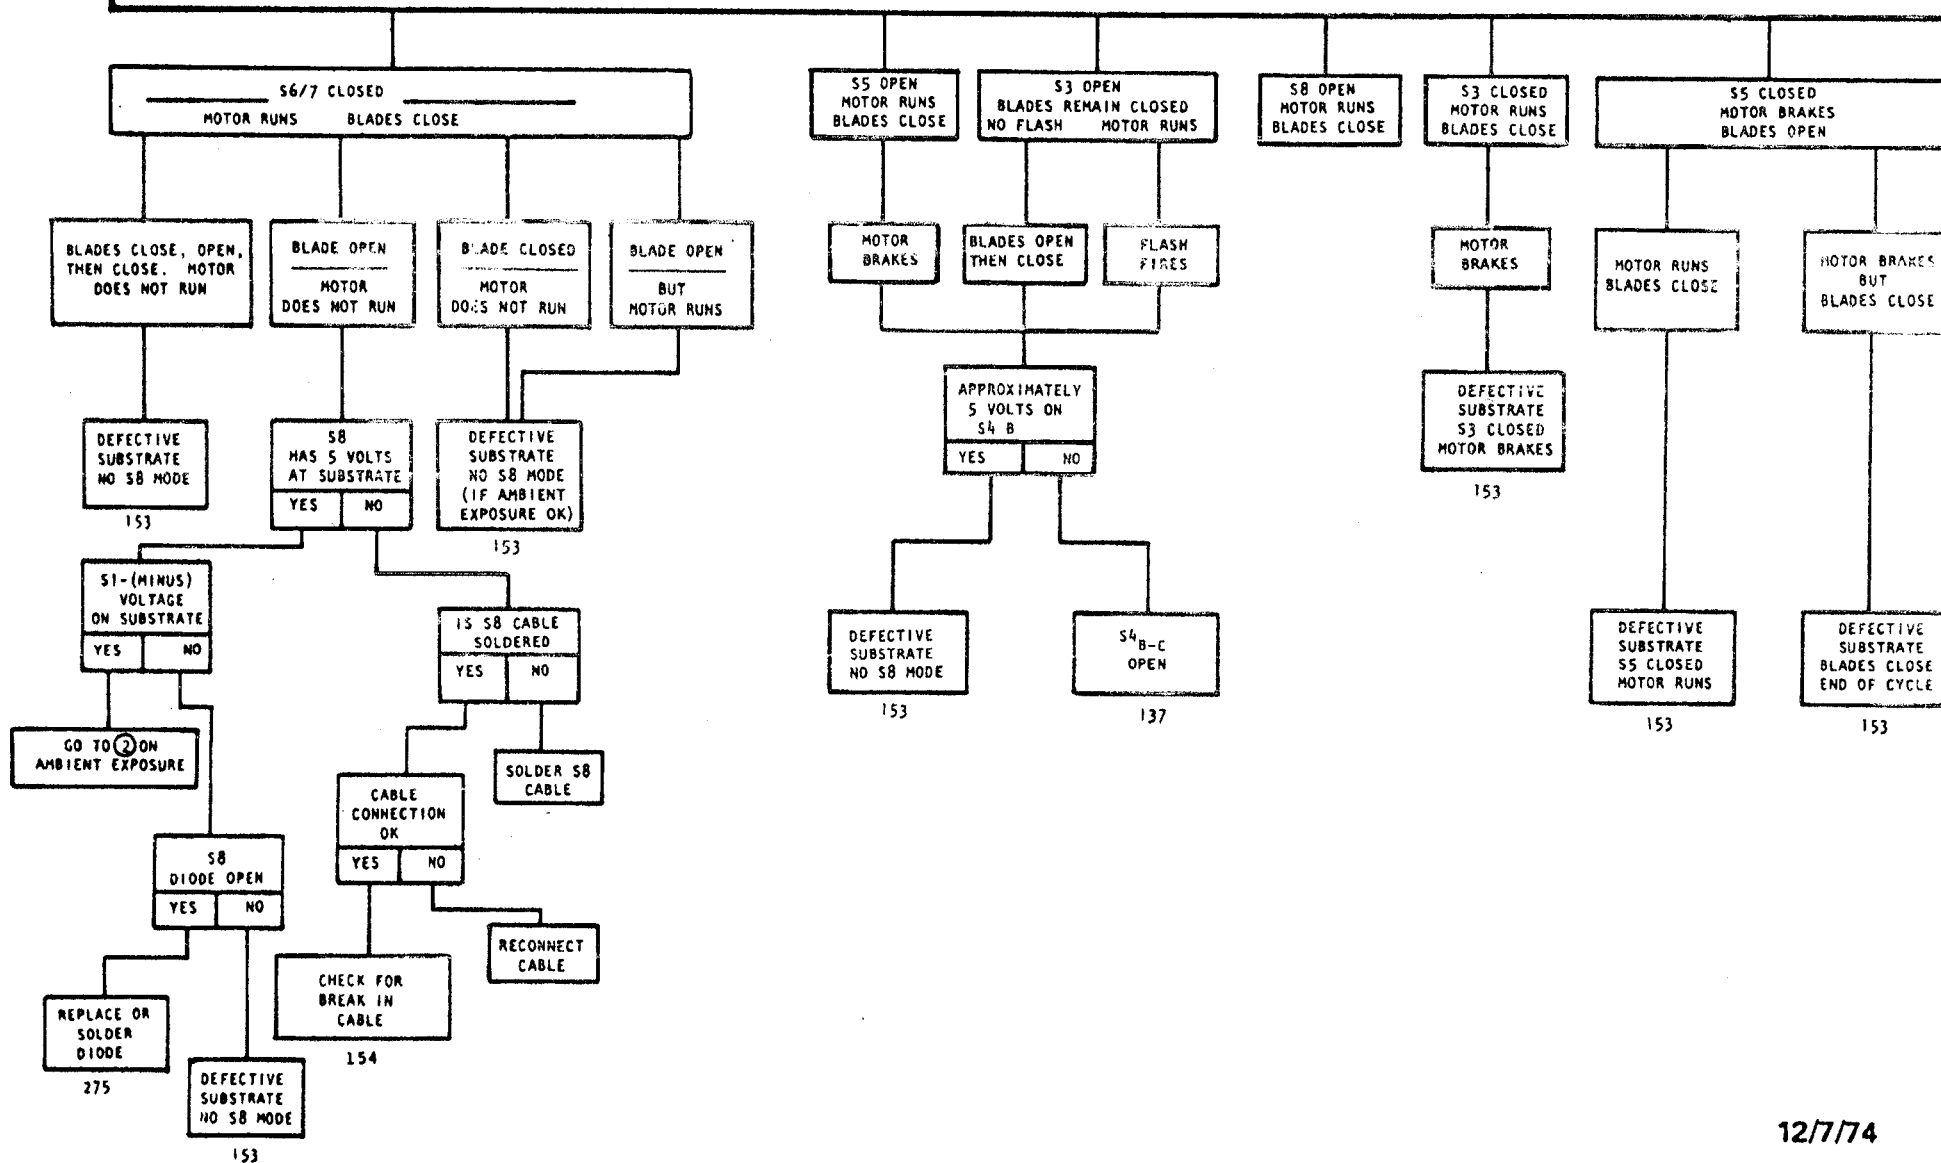 S6/7 CLOSED
MOTOR RUNS BLADES CLOSE
S5 OPEN
MOTOR RUNS
BLADES CLOSE
S3 OPEN
BLADES REMAIN CLOSED
NO FLASH MOTOR RUNS
S8 OPEN
MOTOR RUNS
BLADES CLOSE
S3 CLOSED
MOTOR RUNS
BLADES CLOSE
S5 CLOSED
MOTOR BRAKES
BLADES OPEN
BLADES CLOSE, OPEN,
THEN CLOSE. MOTOR
DOES NOT RUN
BLADE OPEN
MOTOR
DOES NOT RUN
BLADE CLOSED
MOTOR
DOES NOT RUN
BLADE OPEN
BUT
MOTOR RUNS
MOTOR
BRAKES
BLADES OPEN
THEN CLOSE
FLASH
FIRES
MOTOR
BRAKES
MOTOR RUNS
BLADES CLOSE
MOTOR BRAKES
BUT
BLADES CLOSE
DEFECTIVE
SUBSTRATE
NO S8 MODE
153
S8
HAS 5 VOLTS
AT SUBSTRATE
YES NO
DEFECTIVE
SUBSTRATE
NO S8 MODE
(IF AMBIENT
EXPOSURE OK)
153
APPROXIMATELY
5 VOLTS ON
S4 B
YES NO
DEFECTIVE
SUBSTRATE
S3 CLOSED
MOTOR BRAKES
153
S1-(MINUS)
VOLTAGE
ON SUBSTRATE
YES NO
IS S8 CABLE
SOLDERED
YES NO
DEFECTIVE
SUBSTRATE
NO S8 MODE
153
S4B-C
OPEN
137
DEFECTIVE
SUBSTRATE
S5 CLOSED
MOTOR RUNS
153
DEFECTIVE
SUBSTRATE
BLADES CLOSE
END OF CYCLE
153
GO TO 2 ON
AMBIENT EXPOSURE
SOLDER S8
CABLE
CABLE
CONNECTION
OK
YES NO
S8
DIODE OPEN
YES NO
RECONNECT
CABLE
CHECK FOR
BREAK IN
CABLE
154
REPLACE OR
SOLDER
DIODE
275
DEFECTIVE
SUBSTRATE
NO S8 MODE
153
12/7/74